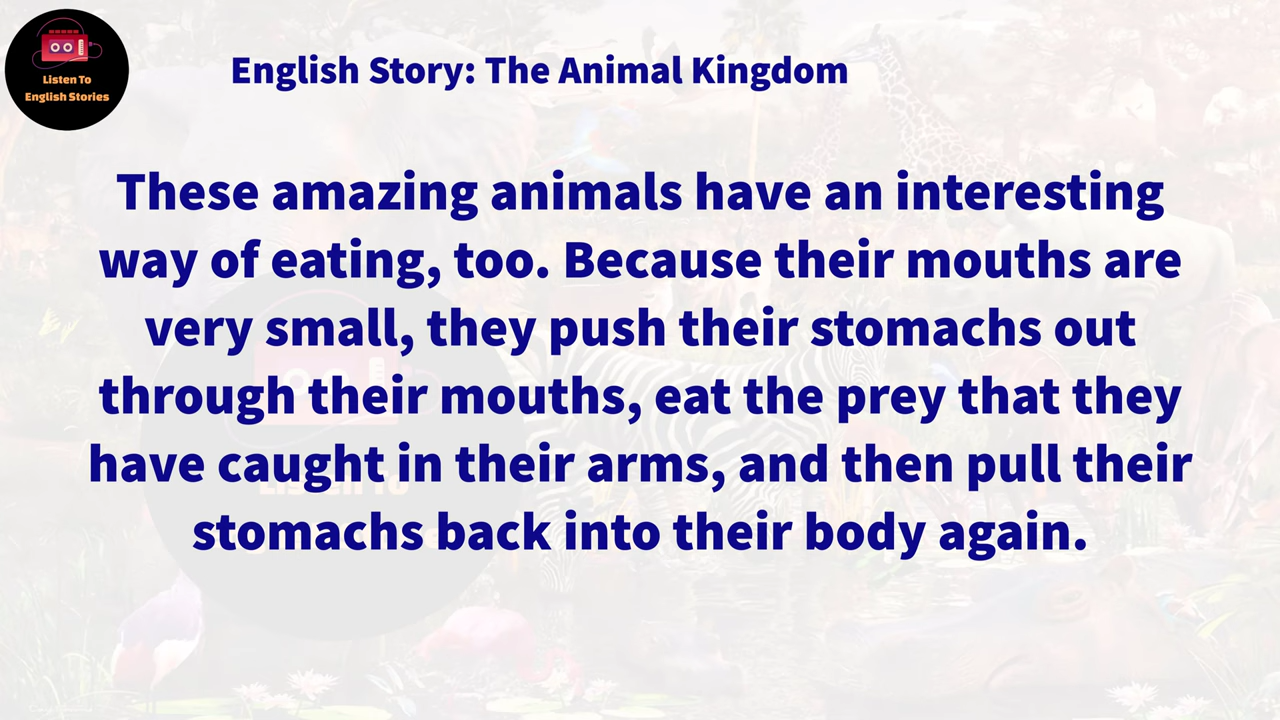 Listen To
English Stories
English Story: The Animal Kingdom
These amazing animals have an interesting
way of eating, too. Because their mouths are
very small, they push their stomachs out
through their mouths, eat the prey that they
have caught in their arms, and then pull their
stomachs back into their body again.
LISTEN TO